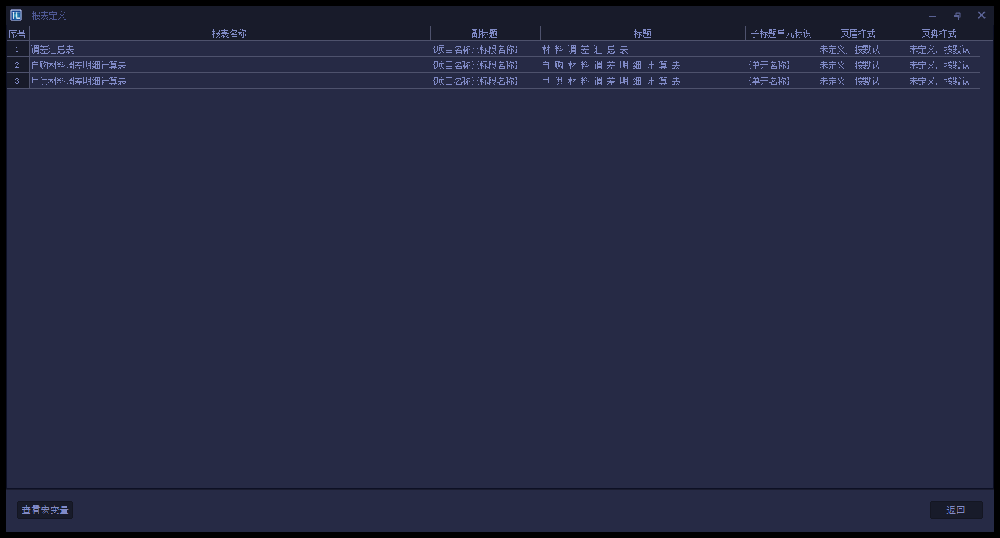 TC 报表定义
序号 报表名称 副标题 标题 子标题单元标识 页眉样式 页脚样式
1 调差汇总表 {项目名称}{标段名称} 材 料 调 差 汇 总 表 未定义, 按默认 未定义, 按默认
2 自购材料调差明细计算表 {项目名称}{标段名称} 自 购 材 料 调 差 明 细 计 算 表 {单元名称} 未定义, 按默认 未定义, 按默认
3 甲供材料调差明细计算表 {项目名称}{标段名称} 甲 供 材 料 调 差 明 细 计 算 表 {单元名称} 未定义, 按默认 未定义, 按默认
查看宏变量 返回